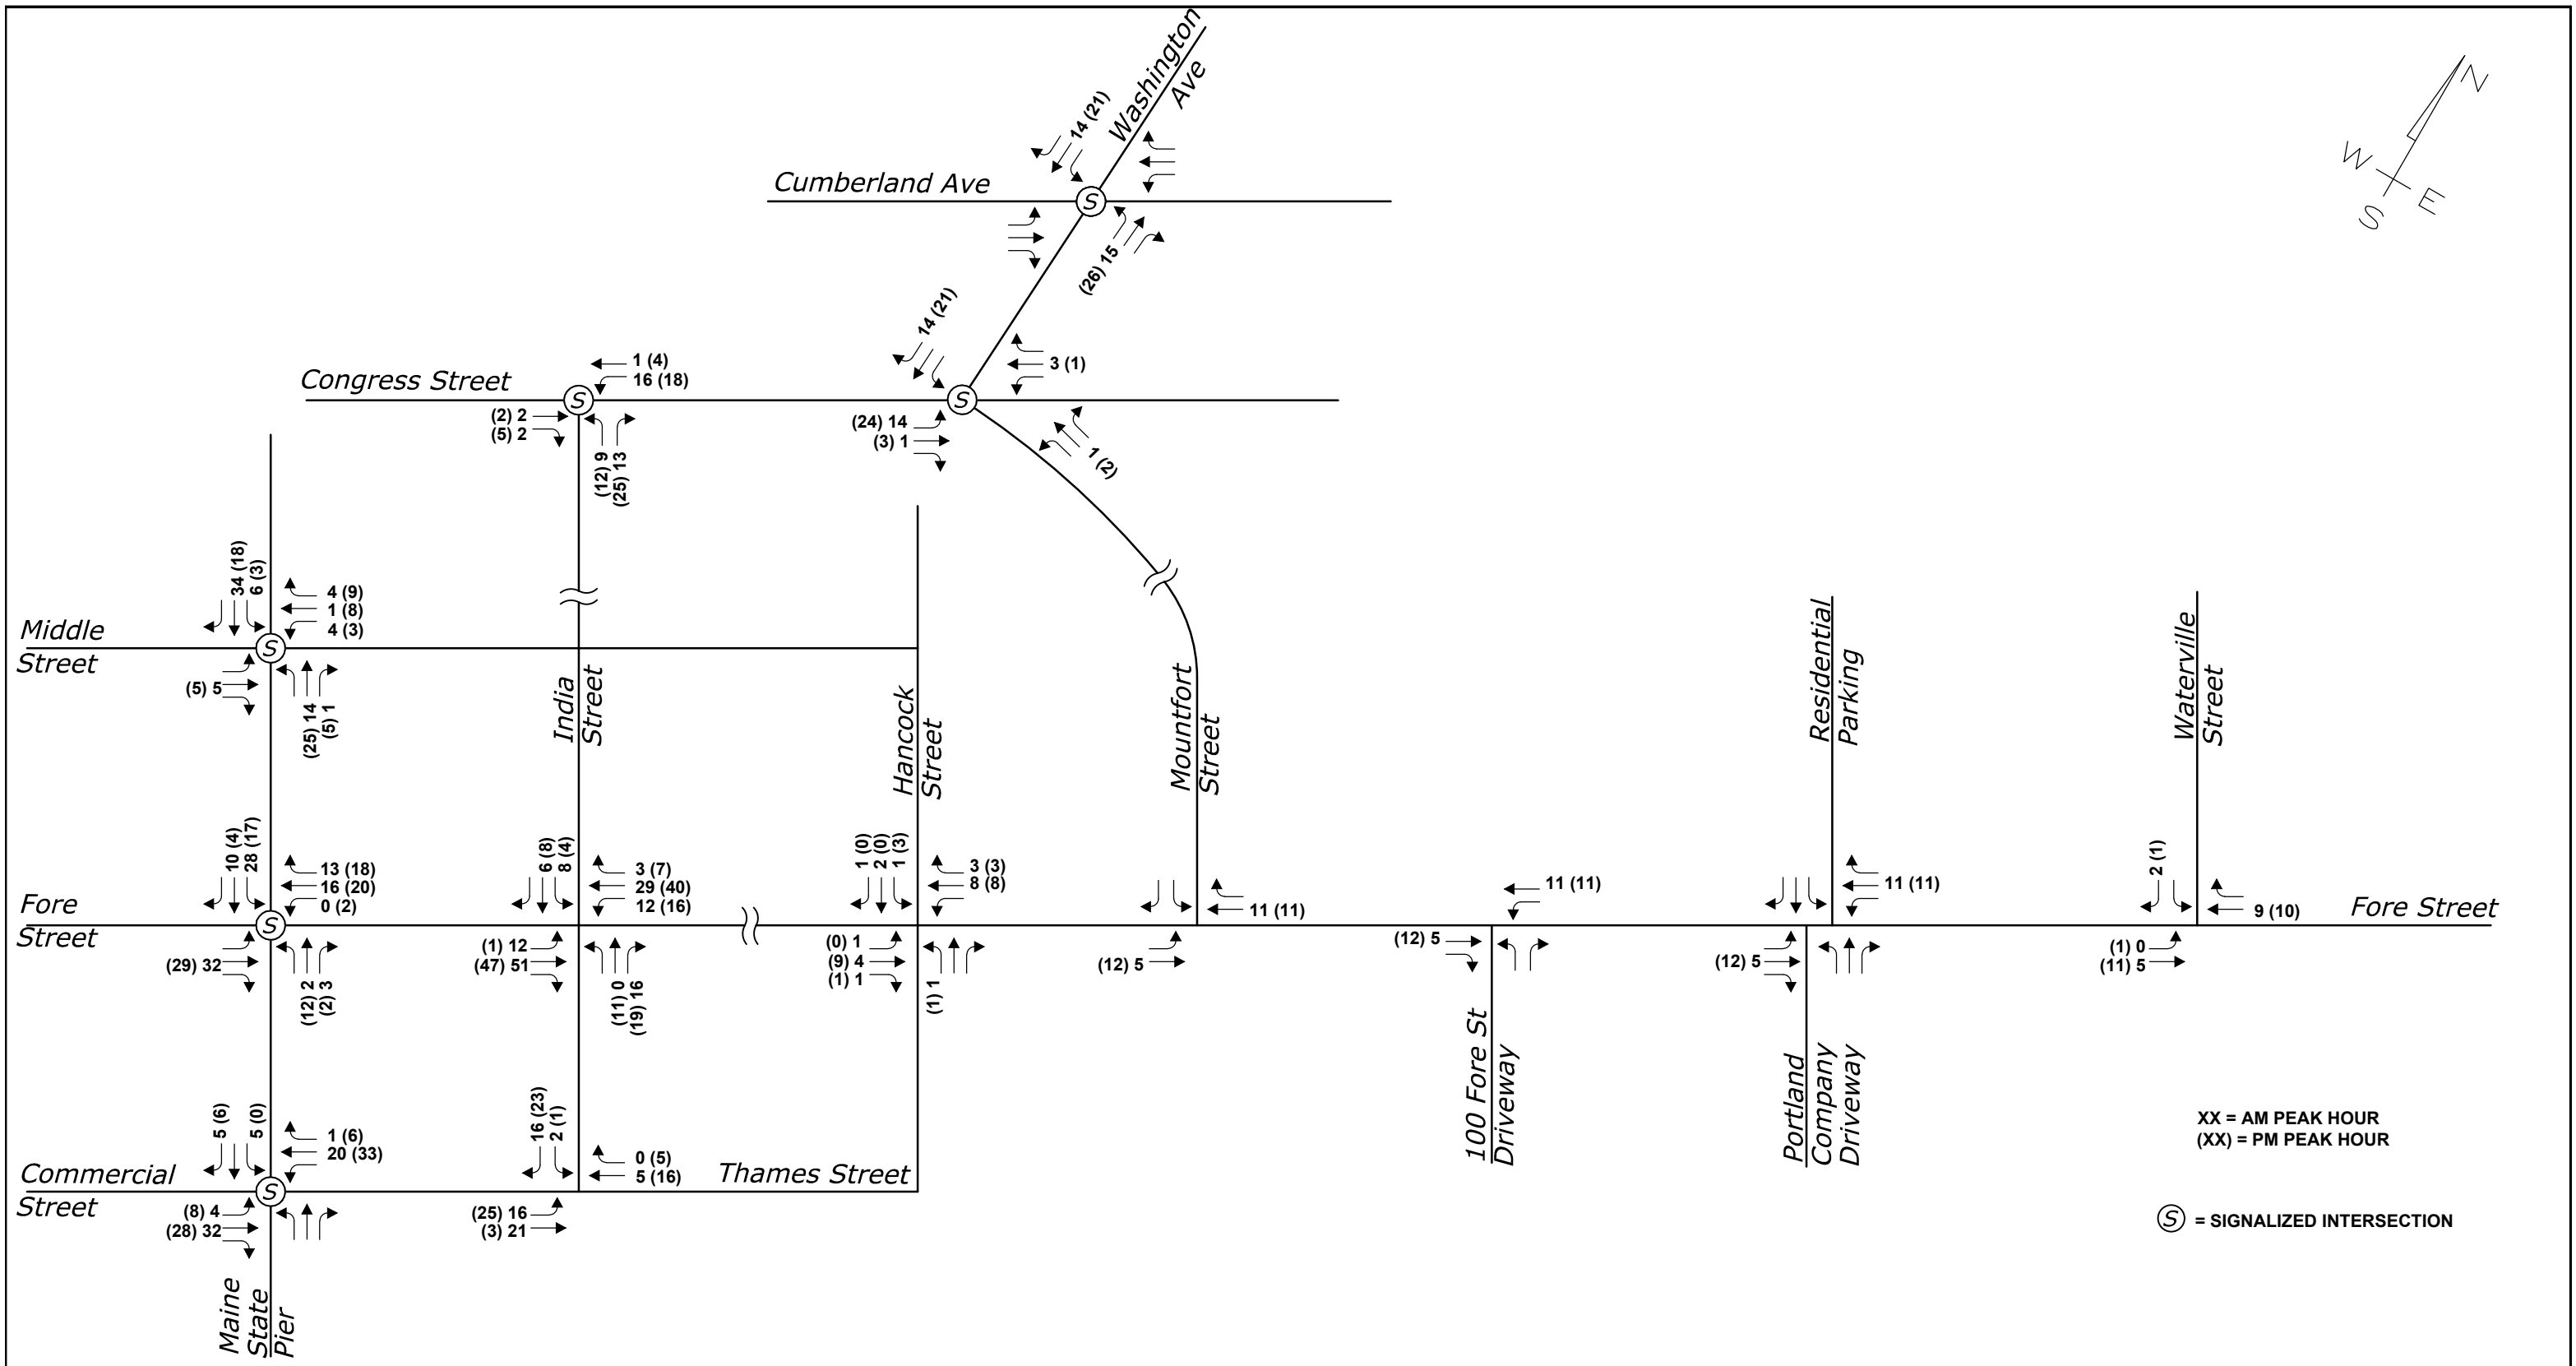 Washington
Ave
N
W
E
S
14 (21)
Cumberland Ave
S
(26) 15
14 (21)
3 (1)
Congress Street
1 (4)
16 (18)
S
S
(2) 2
(5) 2
(12) 9
(25) 13
(24) 14
(3) 1
1 (2)
34 (18)
6 (3)
4 (9)
1 (8)
4 (3)
Middle
Street
S
(5) 5
(25) 14
(5) 1
India
Street
Hancock
Street
Mountfort
Street
Residential
Parking
Waterville
Street
10 (4)
28 (17)
13 (18)
16 (20)
0 (2)
6 (8)
8 (4)
3 (7)
29 (40)
12 (16)
1 (0)
2 (0)
1 (3)
3 (3)
8 (8)
11 (11)
11 (11)
11 (11)
2 (1)
9 (10)
Fore
Street
S
Fore Street
(29) 32
(12) 2
(2) 3
(1) 12
(47) 51
(11) 0
(19) 16
(0) 1
(9) 4
(1) 1
(1) 1
(12) 5
(12) 5
(12) 5
(1) 0
(11) 5
100 Fore St
Driveway
Portland
Company
Driveway
5 (6)
5 (0)
1 (6)
20 (33)
16 (23)
2 (1)
0 (5)
5 (16)
Commercial
Street
S
Thames Street
(8) 4
(28) 32
(25) 16
(3) 21
Maine
State
Pier
XX = AM PEAK HOUR
(XX) = PM PEAK HOUR
S = SIGNALIZED INTERSECTION